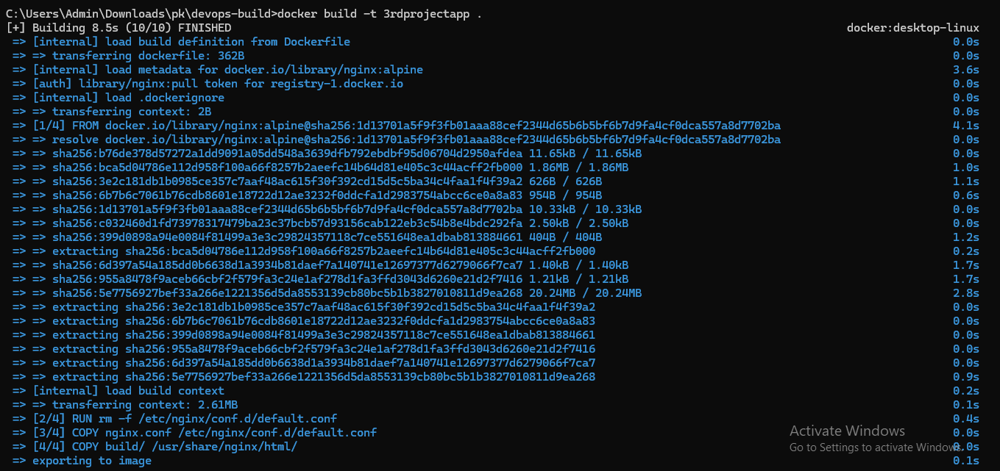 C:\Users\Admin\Downloads\pk\devops-build>docker build -t 3rdprojectapp .
[+] Building 8.5s (10/10) FINISHED docker:desktop-linux
=> [internal] load build definition from Dockerfile 0.0s
=> => transferring dockerfile: 362B 0.0s
=> [internal] load metadata for docker.io/library/nginx:alpine 3.6s
=> [auth] library/nginx:pull token for registry-1.docker.io 0.0s
=> [internal] load .dockerignore 0.0s
=> => transferring context: 2B 0.0s
=> [1/4] FROM docker.io/library/nginx:alpine@sha256:1d13701a5f9f3fb01aaa88cef2344d65b6b5bf6b7d9fa4cf0dca557a8d7702ba 4.1s
=> => resolve docker.io/library/nginx:alpine@sha256:1d13701a5f9f3fb01aaa88cef2344d65b6b5bf6b7d9fa4cf0dca557a8d7702ba 0.0s
=> => sha256:b76de378d57272a1dd9091a05dd548a3639dfb792ebdbf95d06704d2950afdea 11.65kB / 11.65kB 0.0s
=> => sha256:bca5d04786e112d958f100a66f8257b2aeefc14b64d81e405c3c44acff2fb000 1.86MB / 1.86MB 1.0s
=> => sha256:3e2c181db1b0985ce357c7aaf48ac615f30f392cd15d5c5ba34c4faa1f4f39a2 626B / 626B 1.1s
=> => sha256:6b7b6c7061b76cdb8601e18722d12ae3232f0ddcfa1d2983754abcc6ce0a8a83 954B / 954B 0.6s
=> => sha256:1d13701a5f9f3fb01aaa88cef2344d65b6b5bf6b7d9fa4cf0dca557a8d7702ba 10.33kB / 10.33kB 0.0s
=> => sha256:c032460d1fd73978317479ba23c37bcb57d93156cab122eb3c54b8e4bdc292fa 2.50kB / 2.50kB 0.0s
=> => sha256:399d0898a94e0084f81499a3e3c29824357118c7ce551648ea1dbab813884661 404B / 404B 1.2s
=> => extracting sha256:bca5d04786e112d958f100a66f8257b2aeefc14b64d81e405c3c44acff2fb000 0.2s
=> => sha256:6d397a54a185dd0b6638d1a3934b81daef7a140741e12697377d6279066f7ca7 1.40kB / 1.40kB 1.7s
=> => sha256:955a8478f9aceb66cbf2f579fa3c24e1af278d1fa3ffd3043d6260e21d2f7416 1.21kB / 1.21kB 1.7s
=> => sha256:5e7756927bef33a266e1221356d5da8553139cb80bc5b1b3827010811d9ea268 20.24MB / 20.24MB 2.8s
=> => extracting sha256:3e2c181db1b0985ce357c7aaf48ac615f30f392cd15d5c5ba34c4faa1f4f39a2 0.0s
=> => extracting sha256:6b7b6c7061b76cdb8601e18722d12ae3232f0ddcfa1d2983754abcc6ce0a8a83 0.0s
=> => extracting sha256:399d0898a94e0084f81499a3e3c29824357118c7ce551648ea1dbab813884661 0.0s
=> => extracting sha256:955a8478f9aceb66cbf2f579fa3c24e1af278d1fa3ffd3043d6260e21d2f7416 0.0s
=> => extracting sha256:6d397a54a185dd0b6638d1a3934b81daef7a140741e12697377d6279066f7ca7 0.0s
=> => extracting sha256:5e7756927bef33a266e1221356d5da8553139cb80bc5b1b3827010811d9ea268 0.9s
=> [internal] load build context 0.2s
=> => transferring context: 2.61MB 0.1s
=> [2/4] RUN rm -f /etc/nginx/conf.d/default.conf 0.4s
=> [3/4] COPY nginx.conf /etc/nginx/conf.d/default.conf 0.0s
=> [4/4] COPY build/ /usr/share/nginx/html/ 0.0s
=> exporting to image 0.1s
Activate Windows
Go to Settings to activate Windows.